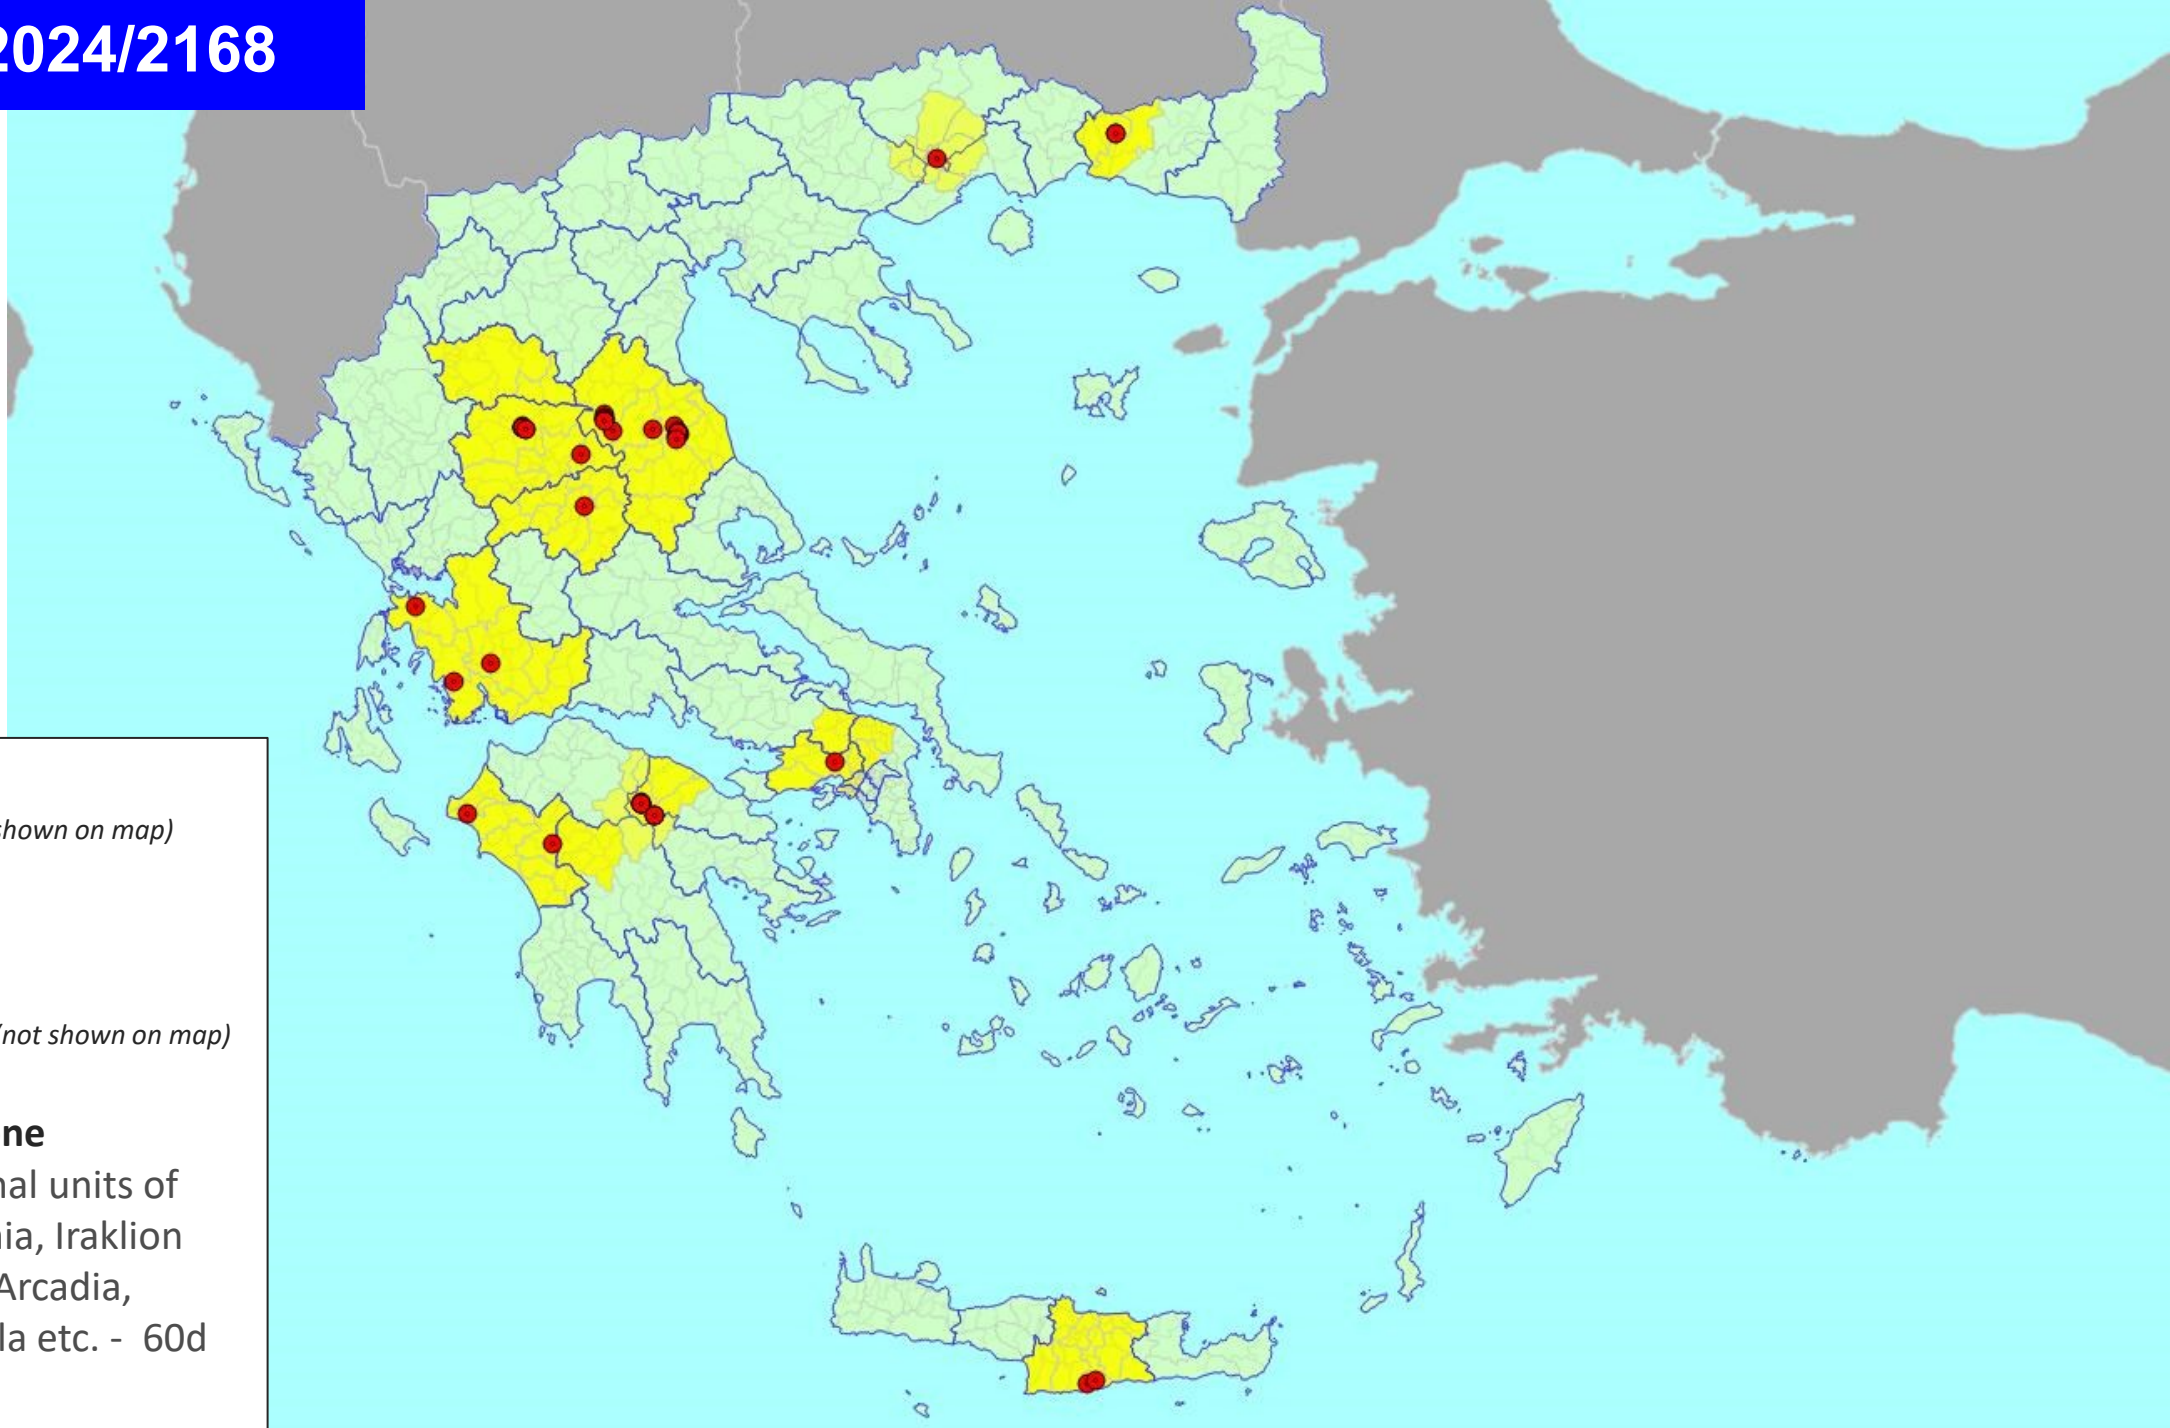 2024/2168
shown on map)
(not shown on map)
ne
nal units of
nia, Iraklion
Arcadia,
la etc. - 60d